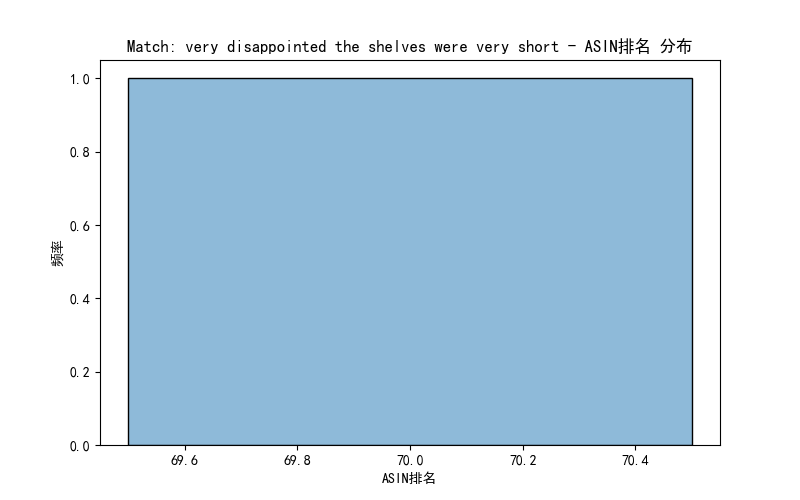 Match: very disappointed the shelves were very short - ASIN排名 分布
1.0
0.8
0.6
0.4
0.2
0.0
频率
69.6 69.8 70.0 70.2 70.4
ASIN排名